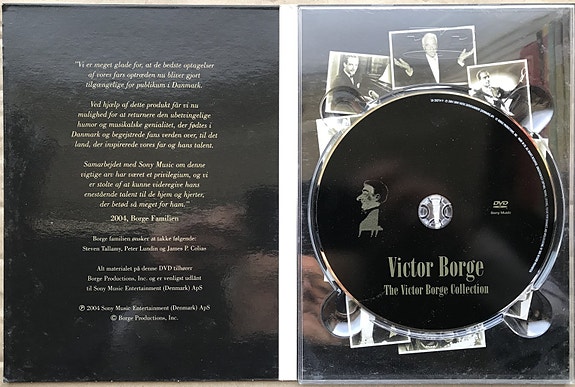 "Vi er meget glade for, at de bedste optagelser
af vores fars optræden nu bliver gjort
tilgængelige for publikum i Danmark.
Ved hjælp af dette produkt får vi nu
mulighed for at returnere den ubetvingelige
humor og musikalske genialitet, der fødtes i
Danmark og begejstrede fans verden over, til det
land, der inspirerede vores far og hans talent.
Samarbejdet med Sony Music om denne
vigtige arv har været et privilegium, og vi
er stolte af at kunne videregive hans
enestående talent til de hjem og hjerter,
der betød så meget for ham."
2004, Borge Familien
Borge familien ønsker at takke følgende:
Steven Tallamy, Peter Lundin og James P. Colias
Alt materialet på denne DVD tilhører
Borge Productions, Inc. og er venligst udlånt
til Sony Music Entertainment (Denmark) ApS
℗ 2004 Sony Music Entertainment (Denmark) ApS
© Borge Productions, Inc.
DVD
Sony Music
Victor Borge
The Victor Borge Collection